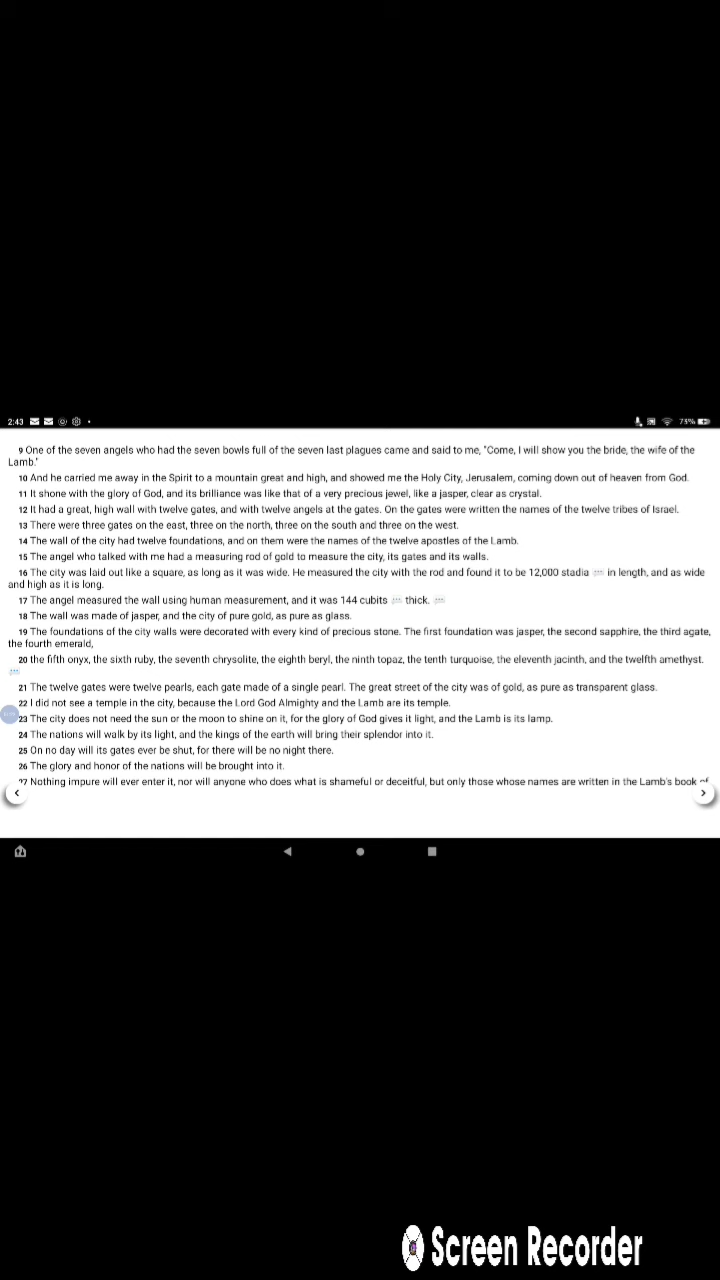 2:43
73%
9 One of the seven angels who had the seven bowls full of the seven last plagues came and said to me, "Come, I will show you the bride, the wife of the
Lamb."
10 And he carried me away in the Spirit to a mountain great and high, and showed me the Holy City, Jerusalem, coming down out of heaven from God.
11 It shone with the glory of God, and its brilliance was like that of a very precious jewel, like a jasper, clear as crystal.
12 It had a great, high wall with twelve gates, and with twelve angels at the gates. On the gates were written the names of the twelve tribes of Israel.
13 There were three gates on the east, three on the north, three on the south and three on the west.
14 The wall of the city had twelve foundations, and on them were the names of the twelve apostles of the Lamb.
15 The angel who talked with me had a measuring rod of gold to measure the city, its gates and its walls.
16 The city was laid out like a square, as long as it was wide. He measured the city with the rod and found it to be 12,000 stadia in length, and as wide
and high as it is long.
17 The angel measured the wall using human measurement, and it was 144 cubits thick.
18 The wall was made of jasper, and the city of pure gold, as pure as glass.
19 The foundations of the city walls were decorated with every kind of precious stone. The first foundation was jasper, the second sapphire, the third agate,
the fourth emerald,
20 the fifth onyx, the sixth ruby, the seventh chrysolite, the eighth beryl, the ninth topaz, the tenth turquoise, the eleventh jacinth, and the twelfth amethyst.
21 The twelve gates were twelve pearls, each gate made of a single pearl. The great street of the city was of gold, as pure as transparent glass.
22 I did not see a temple in the city, because the Lord God Almighty and the Lamb are its temple.
23 The city does not need the sun or the moon to shine on it, for the glory of God gives it light, and the Lamb is its lamp.
24 The nations will walk by its light, and the kings of the earth will bring their splendor into it.
25 On no day will its gates ever be shut, for there will be no night there.
26 The glory and honor of the nations will be brought into it.
27 Nothing impure will ever enter it, nor will anyone who does what is shameful or deceitful, but only those whose names are written in the Lamb's book of
Screen Recorder